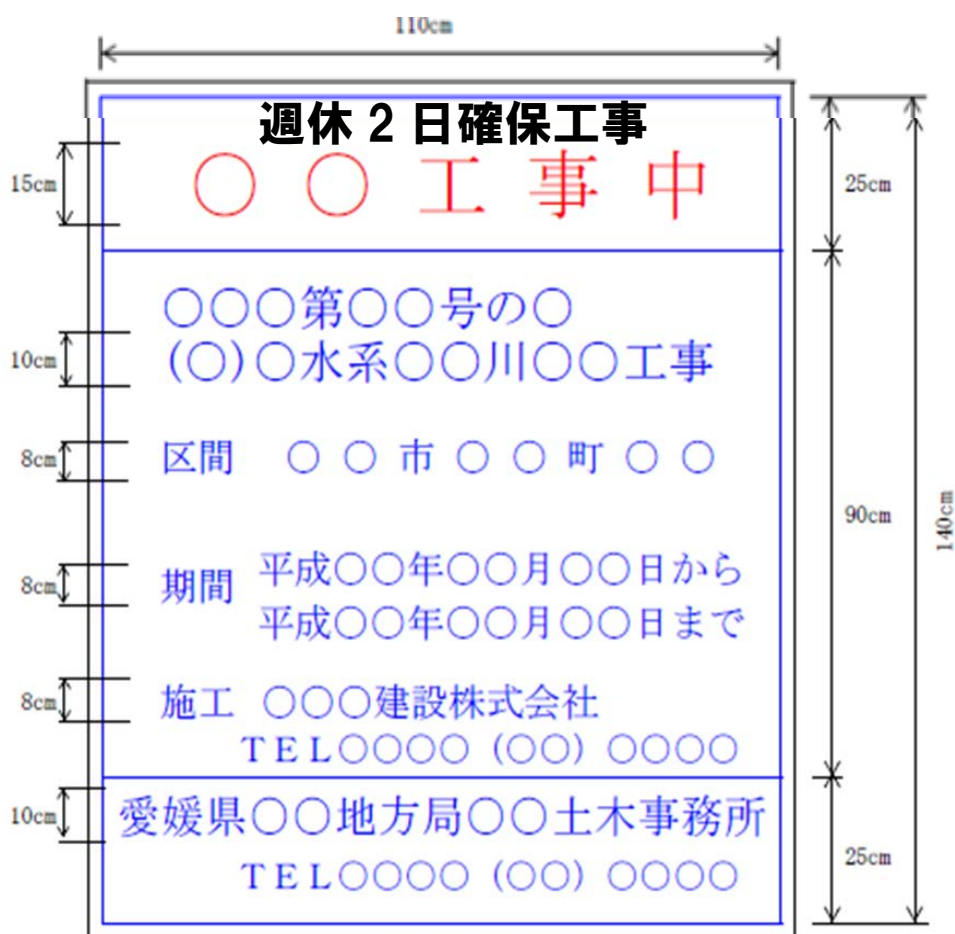 110cm
週休 2 日確保工事
15cm
○ ○ 工 事 中
25cm
○○○第○○号の○
10cm
(○)○水系○○川○○工事
8cm
区間 ○ ○ 市 ○ ○ 町 ○ ○
90cm
140cm
8cm
期間
平成○○年○○月○○日から
平成○○年○○月○○日まで
8cm
施工 ○○○建設株式会社
TEL○○○○ (○○) ○○○○
10cm
愛媛県○○地方局○○土木事務所
25cm
TEL○○○○ (○○) ○○○○